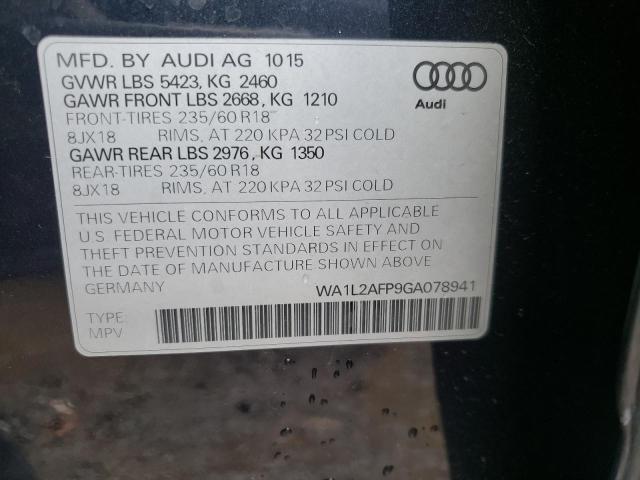 MFD. BY AUDI AG 10 15
GVWR LBS 5423, KG 2460
GAWR FRONT LBS 2668, KG 1210
FRONT-TIRES 235/60 R18
8JX18 RIMS, AT 220 KPA 32 PSI COLD
GAWR REAR LBS 2976, KG 1350
REAR-TIRES 235/60 R18
8JX18 RIMS, AT 220 KPA 32 PSI COLD
Audi
THIS VEHICLE CONFORMS TO ALL APPLICABLE
U.S. FEDERAL MOTOR VEHICLE SAFETY AND
THEFT PREVENTION STANDARDS IN EFFECT ON
THE DATE OF MANUFACTURE SHOWN ABOVE
GERMANY WA1L2AFP9GA078941
TYPE:
MPV